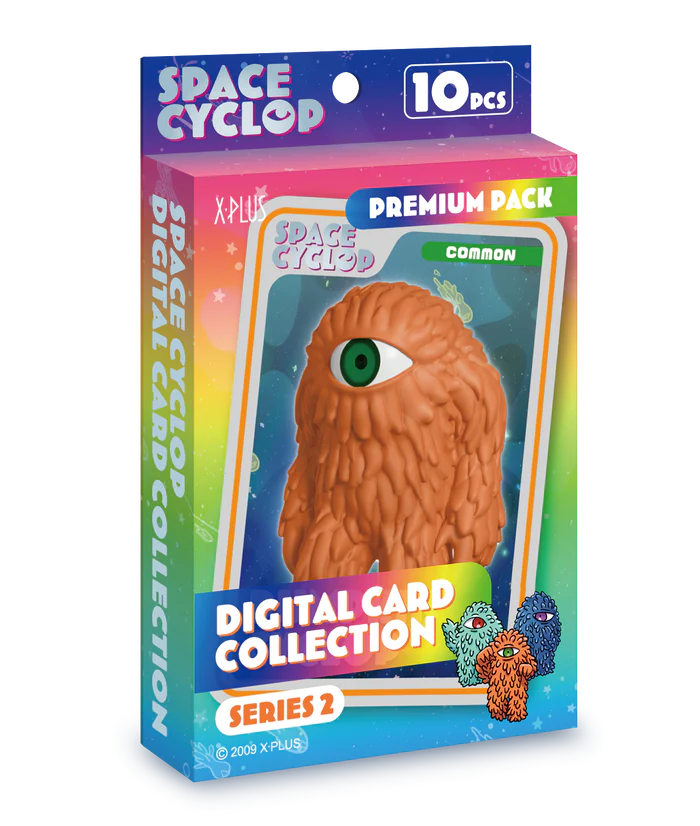 SPACE
CYCLOP
10PCS
X·PLUS
PREMIUM PACK
SPACE
CYCLOP
COMMON
SPACE CYCLOP
DIGITAL CARD COLLECTION
DIGITAL CARD
COLLECTION
SERIES 2
© 2009 X·PLUS